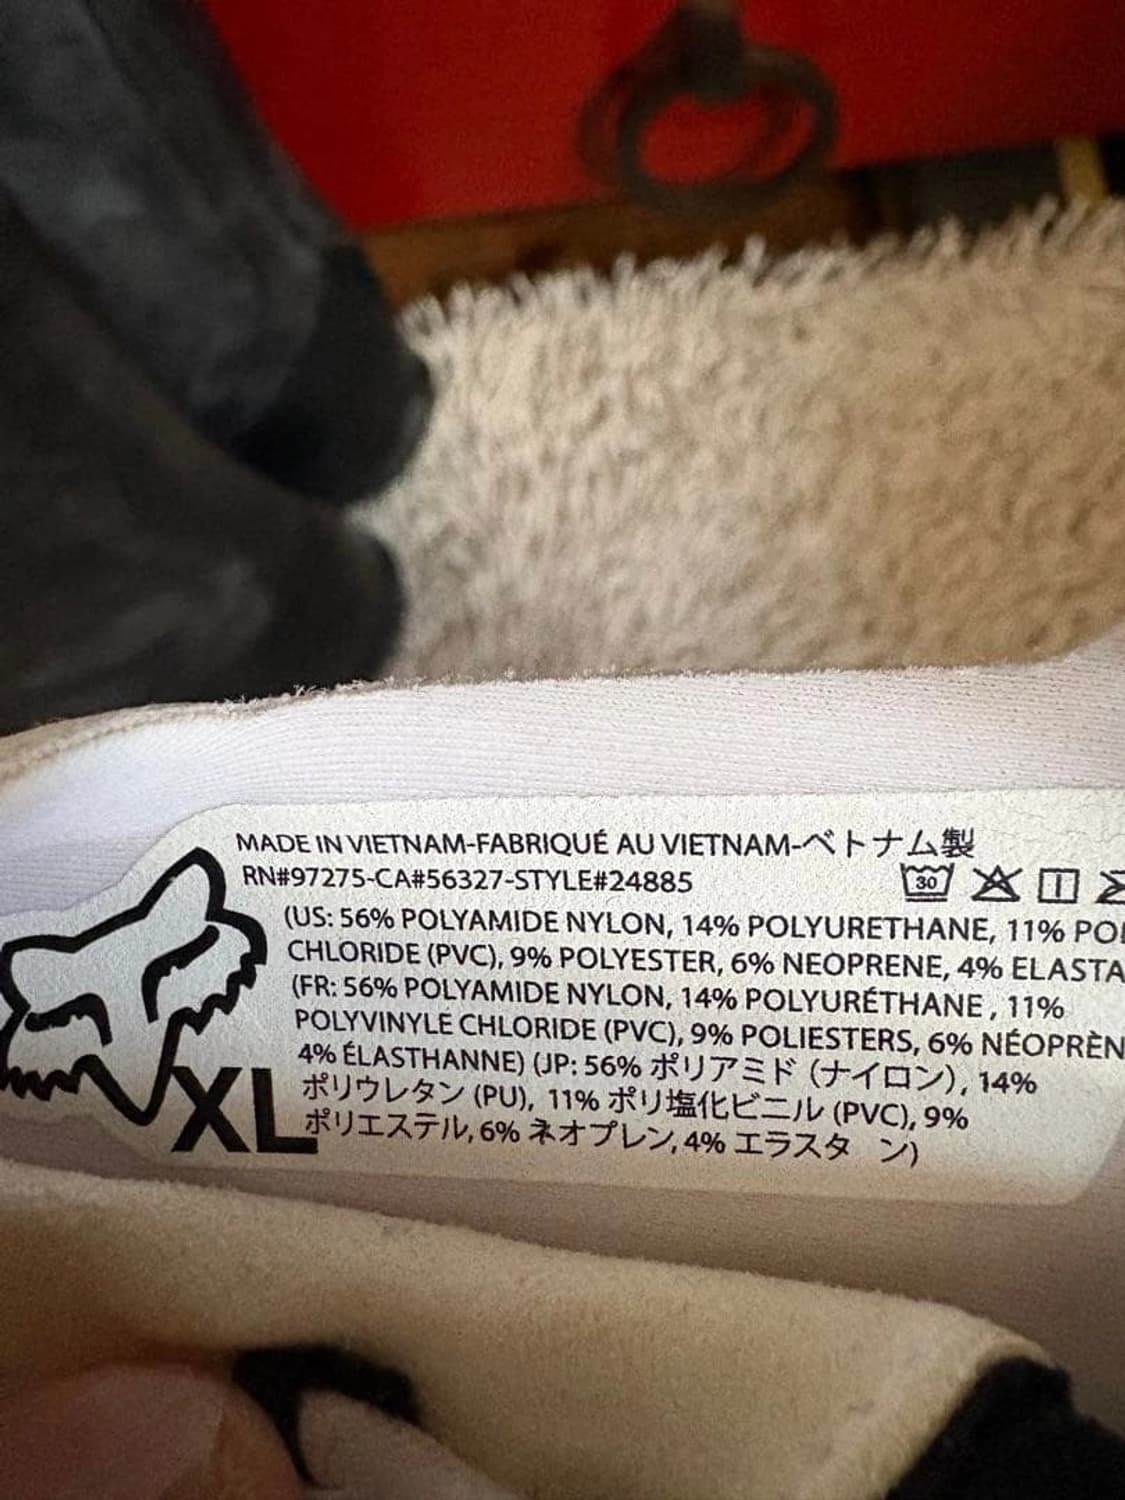 MADE IN VIETNAM-FABRIQUÉ AU VIETNAM-ベトナム製
RN#97275-CA#56327-STYLE#24885
30
(US: 56% POLYAMIDE NYLON, 14% POLYURETHANE, 11%
CHLORIDE (PVC), 9% POLYESTER, 6% NEOPRENE, 4%
(FR: 56% POLYAMIDE NYLON, 14% POLYURÉTHANE , 11%
POLYVINYLE CHLORIDE (PVC), 9% POLIESTERS, 6%
4% ÉLASTHANNE) (JP: 56% ポリアミド (ナイロン), 14%
ポリウレタン (PU), 11% ポリ塩化ビニル (PVC), 9%
ポリエステル, 6% ネオプレン, 4% エラスタ ン)
XL